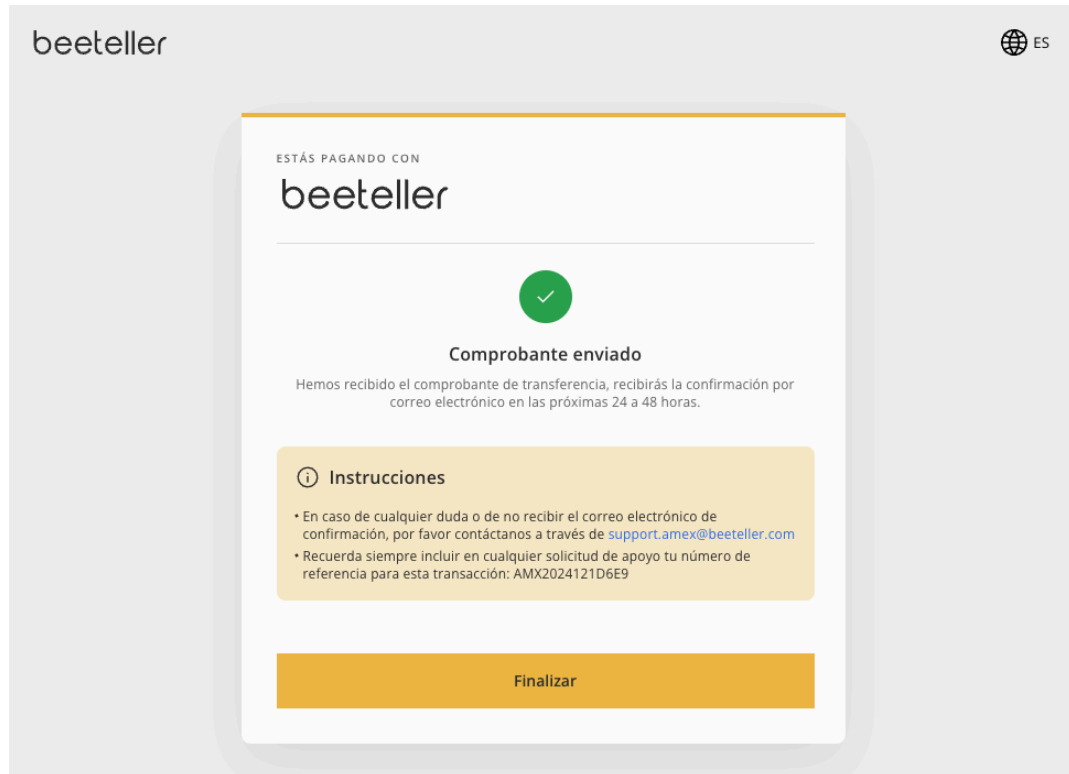 beeteller
ES
ESTÁS PAGANDO CON
beeteller
Comprobante enviado
Hemos recibido el comprobante de transferencia, recibirás la confirmación por
correo electrónico en las próximas 24 a 48 horas.
Instrucciones
• En caso de cualquier duda o de no recibir el correo electrónico de
confirmación, por favor contáctanos a través de support.amex@beeteller.com
• Recuerda siempre incluir en cualquier solicitud de apoyo tu número de
referencia para esta transacción: AMX2024121D6E9
Finalizar